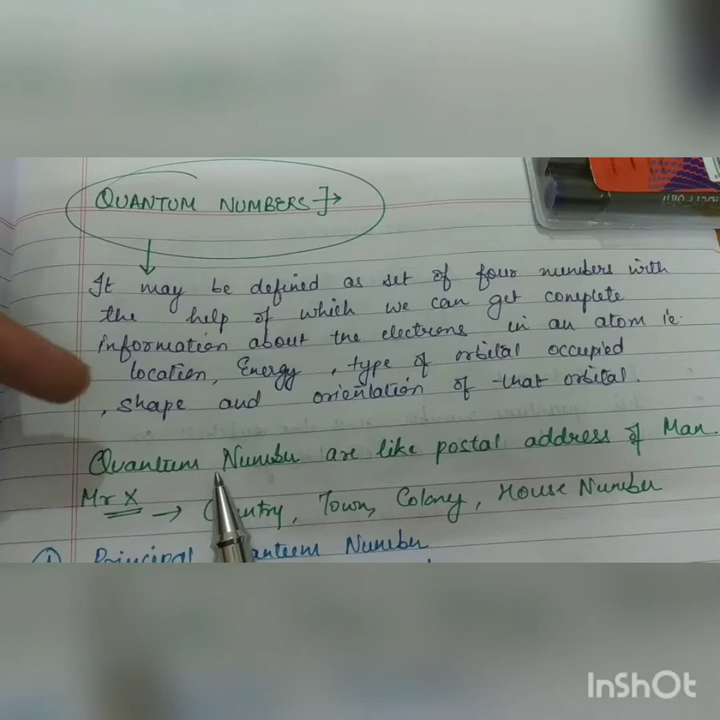 QUANTUM NUMBERS
It may be defined as set of four numbers with
the help of which we can get complete
information about the electrons in an atom i.e.
location, Energy, type of orbital occupied
, shape and orientation of that orbital.
Quantum Number are like postal address of Man
Mr X → Country, Town, Colony, House Number
① Principal Quantum Number
InShOt